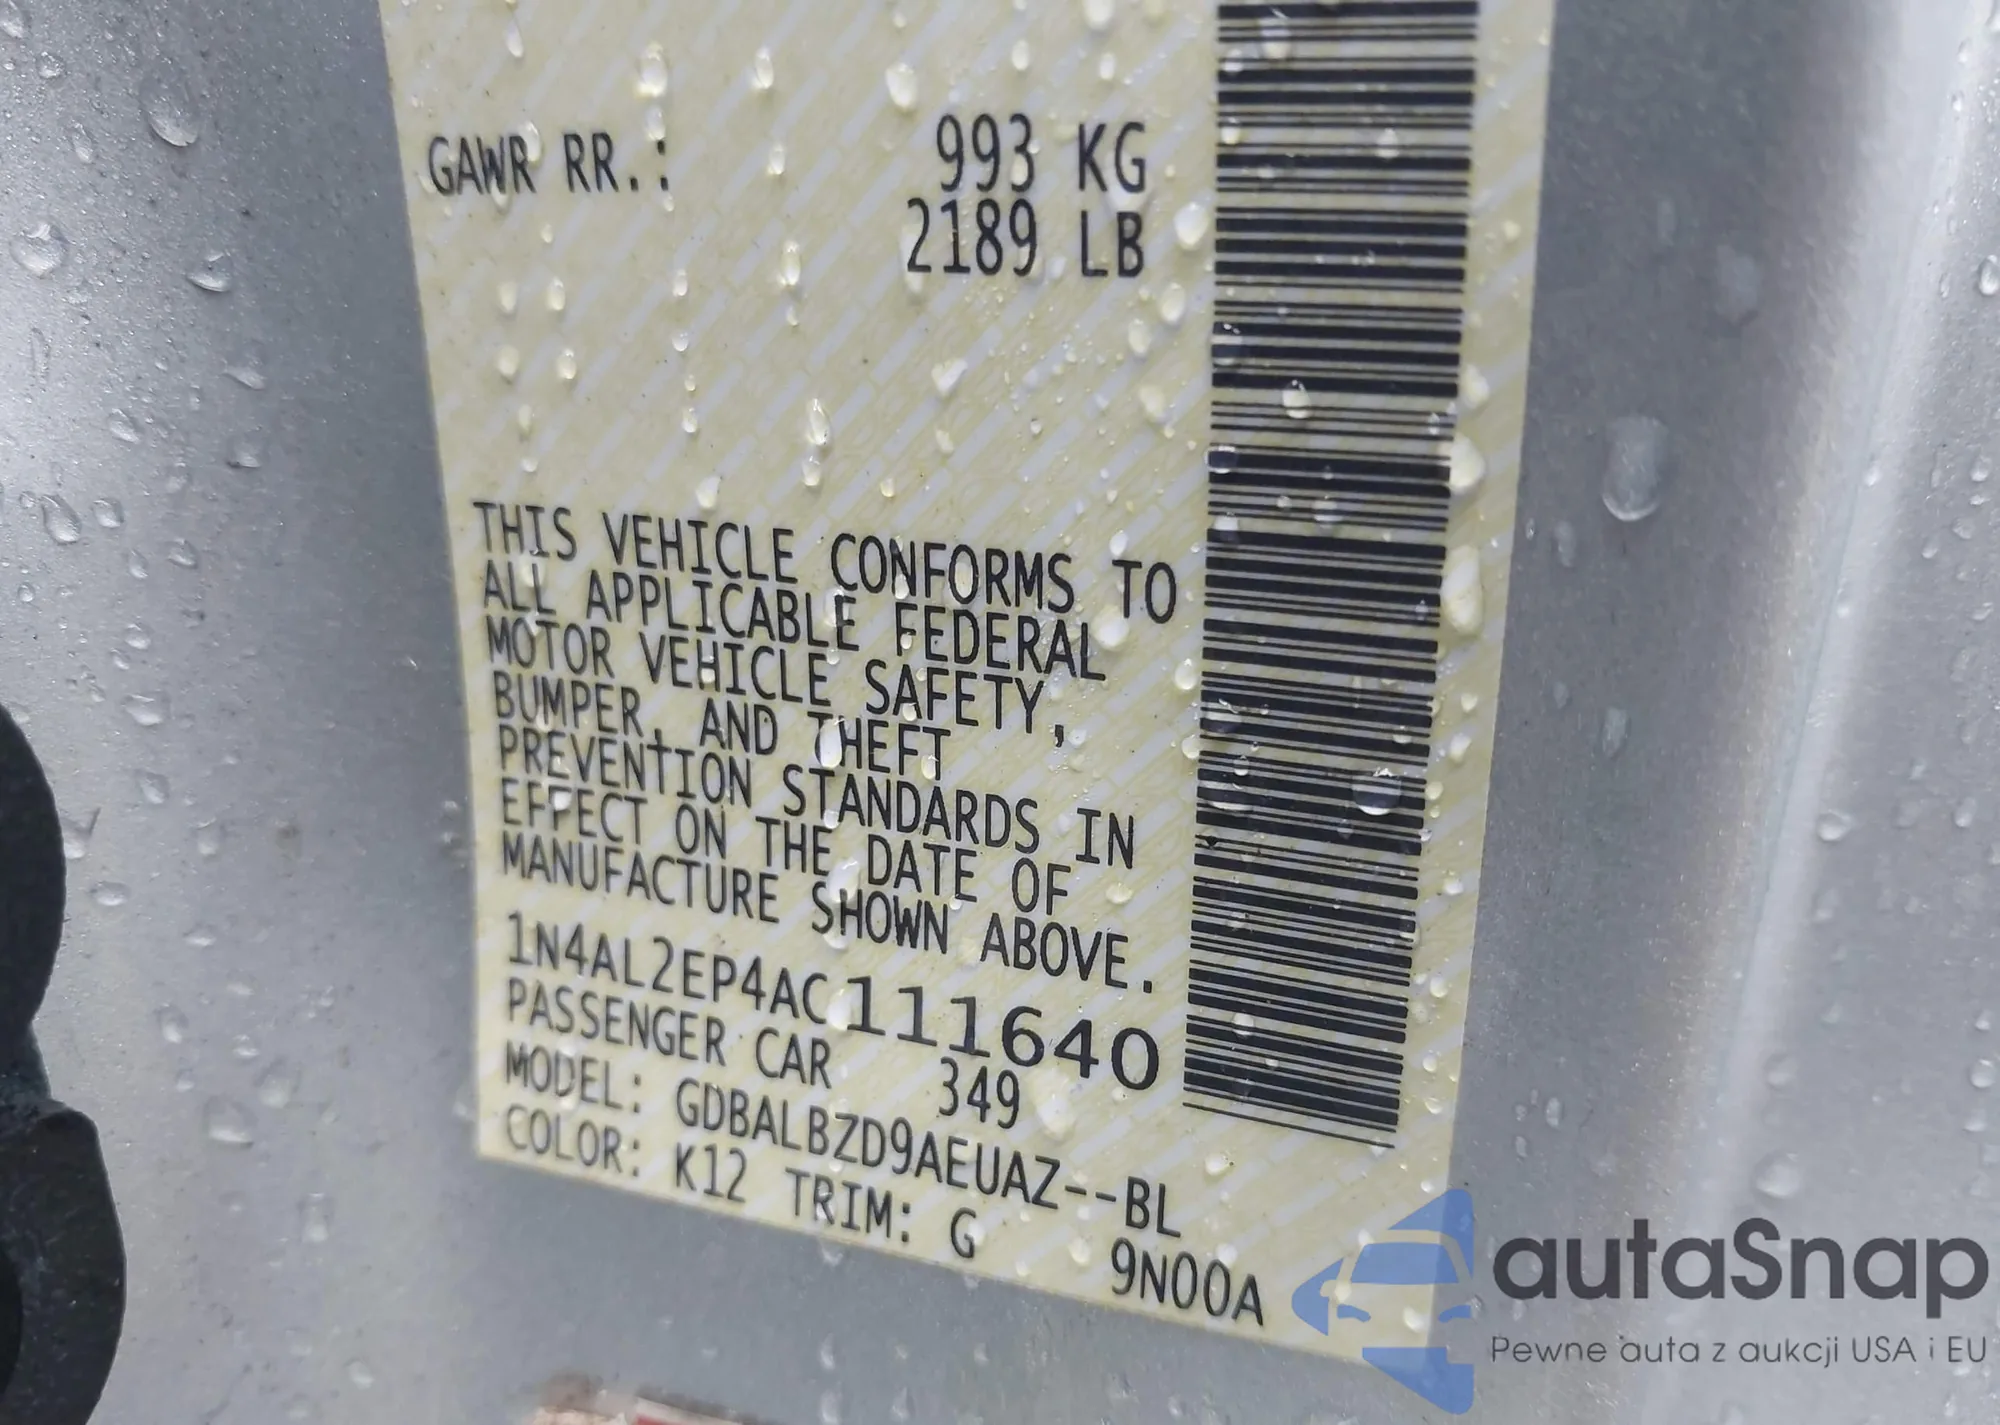 GAWR RR.: 993 KG
2189 LB
THIS VEHICLE CONFORMS TO
ALL APPLICABLE FEDERAL
MOTOR VEHICLE SAFETY,
BUMPER, AND THEFT
PREVENTION STANDARDS IN
EFFECT ON THE DATE OF
MANUFACTURE SHOWN ABOVE.
1N4AL2EP4AC111640
PASSENGER CAR 349
MODEL: GDBALBZD9AEUAZ--BL
COLOR: K12 TRIM: G 9N00A
autaSnap
Pewne auta z aukcji USA i EU